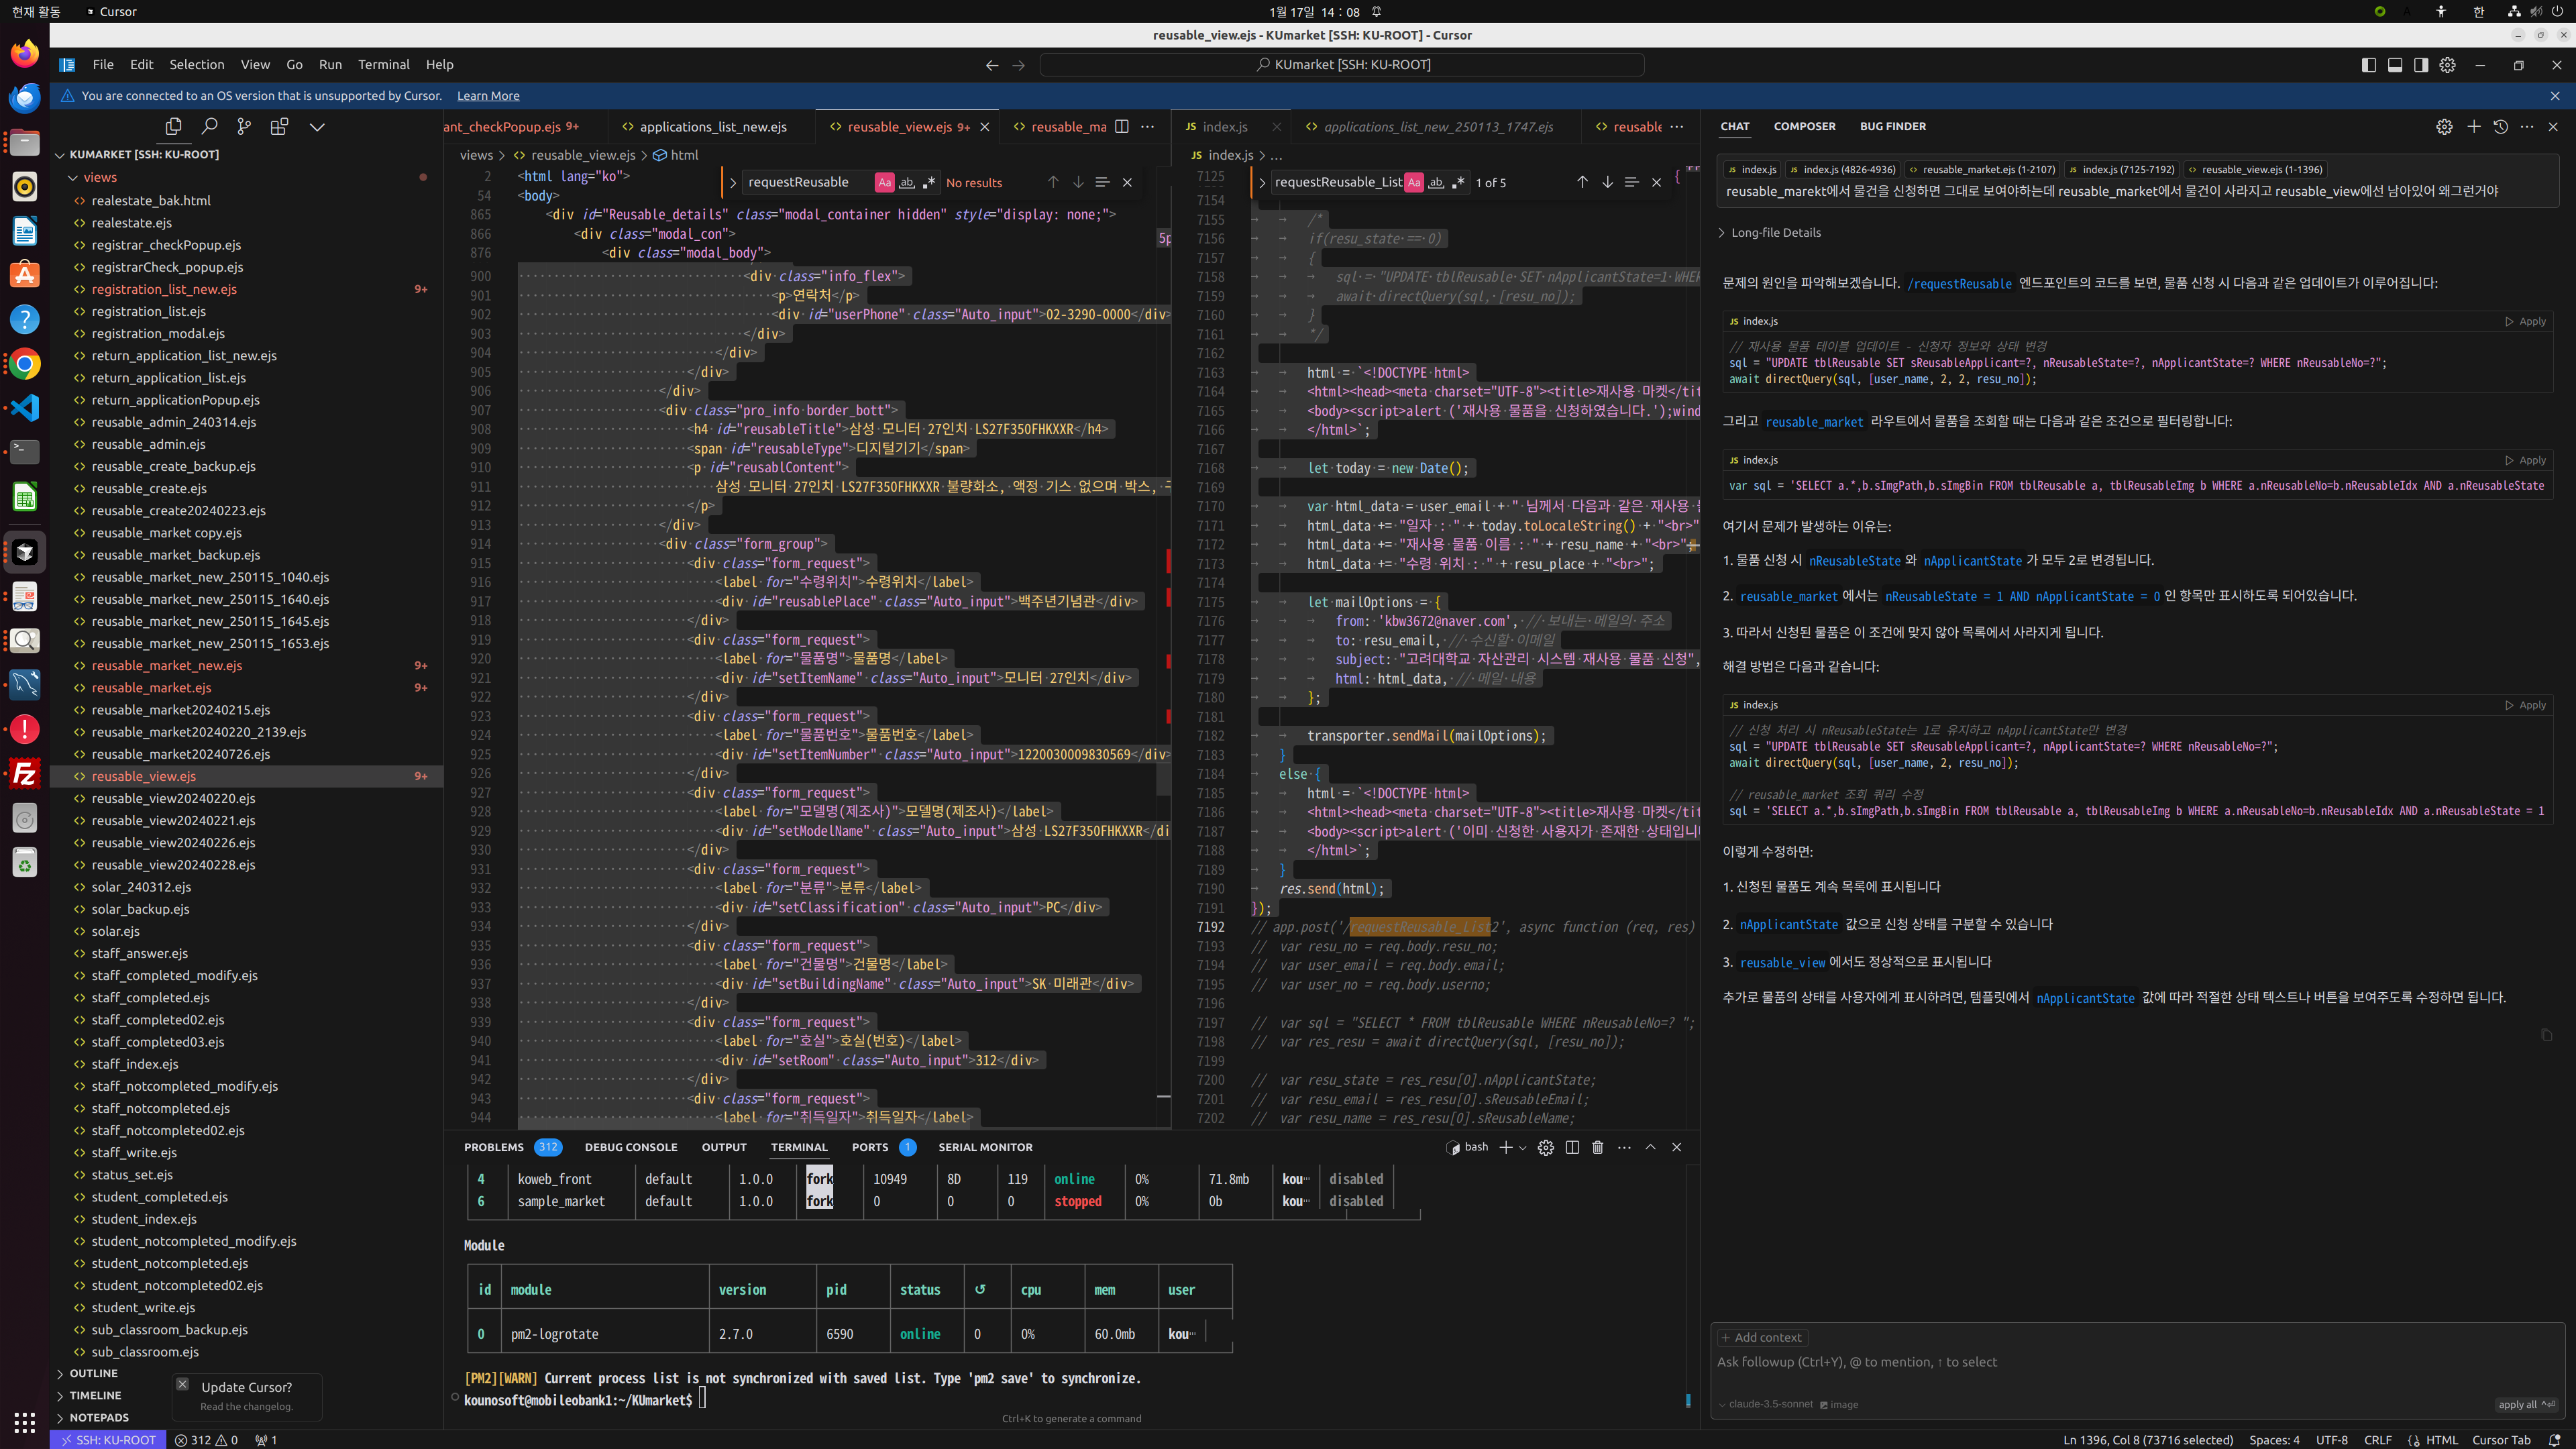 현재 활동
Cursor
1월 17일 14 : 08
한
reusable_view.ejs - KUmarket [SSH: KU-ROOT] - Cursor
File Edit Selection View Go Run Terminal Help
KUmarket [SSH: KU-ROOT]
You are connected to an OS version that is unsupported by Cursor. Learn More
KUMARKET [SSH: KU-ROOT]
views
realestate_bak.html
realestate.ejs
registrar_checkPopup.ejs
registrarCheck_popup.ejs
registration_list_new.ejs 9+
registration_list.ejs
registration_modal.ejs
return_application_list_new.ejs
return_application_list.ejs
return_applicationPopup.ejs
reusable_admin_240314.ejs
reusable_admin.ejs
reusable_create_backup.ejs
reusable_create.ejs
reusable_create20240223.ejs
reusable_market copy.ejs
reusable_market_backup.ejs
reusable_market_new_250115_1040.ejs
reusable_market_new_250115_1640.ejs
reusable_market_new_250115_1645.ejs
reusable_market_new_250115_1653.ejs
reusable_market_new.ejs 9+
reusable_market.ejs 9+
reusable_market20240215.ejs
reusable_market20240220_2139.ejs
reusable_market20240726.ejs
reusable_view.ejs 9+
reusable_view20240220.ejs
reusable_view20240221.ejs
reusable_view20240226.ejs
reusable_view20240228.ejs
solar_240312.ejs
solar_backup.ejs
solar.ejs
staff_answer.ejs
staff_completed_modify.ejs
staff_completed.ejs
staff_completed02.ejs
staff_completed03.ejs
staff_index.ejs
staff_notcompleted_modify.ejs
staff_notcompleted.ejs
staff_notcompleted02.ejs
staff_write.ejs
status_set.ejs
student_completed.ejs
student_index.ejs
student_notcompleted_modify.ejs
student_notcompleted.ejs
student_notcompleted02.ejs
student_write.ejs
sub_classroom_backup.ejs
sub_classroom.ejs
OUTLINE
TIMELINE
NOTEPADS
Update Cursor?
Read the changelog.
ant_checkPopup.ejs 9+ applications_list_new.ejs reusable_view.ejs 9+ reusable_ma
views > reusable_view.ejs > html
requestReusable Aa ab No results
2 <html lang="ko">
54 <body>
865 <div id="Reusable_details" class="modal_container hidden" style="display: none;">
866 <div class="modal_con">
876 <div class="modal_body">
900 <div class="info_flex">
901 <p>연락처</p>
902 <div id="userPhone" class="Auto_input">02-3290-0000</div>
903 </div>
904 </div>
905 </div>
906 </div>
907 <div class="pro_info border_bott">
908 <h4 id="reusableTitle">삼성 모니터 27인치 LS27F350FHKXXR</h4>
909 <span id="reusableType">디지털기기</span>
910 <p id="reusablContent">
911 삼성 모니터 27인치 LS27F350FHKXXR 불량화소, 액정 기스 없으며 박스,
912 </p>
913 </div>
914 <div class="form_group">
915 <div class="form_request">
916 <label for="수령위치">수령위치</label>
917 <div id="reusablePlace" class="Auto_input">백주년기념관</div>
918 </div>
919 <div class="form_request">
920 <label for="물품명">물품명</label>
921 <div id="setItemName" class="Auto_input">모니터 27인치</div>
922 </div>
923 <div class="form_request">
924 <label for="물품번호">물품번호</label>
925 <div id="setItemNumber" class="Auto_input">1220030009830569</div>
926 </div>
927 <div class="form_request">
928 <label for="모델명(제조사)">모델명(제조사)</label>
929 <div id="setModelName" class="Auto_input">삼성 LS27F350FHKXXR</di
930 </div>
931 <div class="form_request">
932 <label for="분류">분류</label>
933 <div id="setClassification" class="Auto_input">PC</div>
934 </div>
935 <div class="form_request">
936 <label for="건물명">건물명</label>
937 <div id="setBuildingName" class="Auto_input">SK 미래관</div>
938 </div>
939 <div class="form_request">
940 <label for="호실">호실(번호)</label>
941 <div id="setRoom" class="Auto_input">312</div>
942 </div>
943 <div class="form_request">
944 <label for="취득일자">취득일자</label>
index.js applications_list_new_250113_1747.ejs reusable
index.js > ...
requestReusable_List Aa ab 1 of 5
7125 {
7154
7155 /*
7156 if(resu_state == 0)
7157 {
7158 sql = "UPDATE tblReusable SET nApplicantState=1 WHER
7159 await directQuery(sql, [resu_no]);
7160 }
7161 */
7162
7163 html = `<!DOCTYPE html>
7164 <html><head><meta charset="UTF-8"><title>재사용 마켓</tit
7165 <body><script>alert ('재사용 물품을 신청하였습니다.');wind
7166 </html>`;
7167
7168 let today = new Date();
7169
7170 var html_data = user_email + " 님께서 다음과 같은 재사용
7171 html_data += "일자 : " + today.toLocaleString() + "<br>"
7172 html_data += "재사용 물품 이름 : " + resu_name + "<br>";
7173 html_data += "수령 위치 : " + resu_place + "<br>";
7174
7175 let mailOptions = {
7176 from: 'kbw3672@naver.com', // 보내는 메일의 주소
7177 to: resu_email, // 수신할 이메일
7178 subject: "고려대학교 자산관리 시스템 재사용 물품 신청",
7179 html: html_data, // 메일 내용
7180 };
7181
7182 transporter.sendMail(mailOptions);
7183 }
7184 else {
7185 html = `<!DOCTYPE html>
7186 <html><head><meta charset="UTF-8"><title>재사용 마켓</tit
7187 <body><script>alert ('이미 신청한 사용자가 존재한 상태입니
7188 </html>`;
7189 }
7190 res.send(html);
7191 });
7192 // app.post('/requestReusable_List2', async function (req, res)
7193 // var resu_no = req.body.resu_no;
7194 // var user_email = req.body.email;
7195 // var user_no = req.body.userno;
7196
7197 // var sql = "SELECT * FROM tblReusable WHERE nReusableNo=? ";
7198 // var res_resu = await directQuery(sql, [resu_no]);
7199
7200 // var resu_state = res_resu[0].nApplicantState;
7201 // var resu_email = res_resu[0].sReusableEmail;
7202 // var resu_name = res_resu[0].sReusableName;
PROBLEMS 312 DEBUG CONSOLE OUTPUT TERMINAL PORTS 1 SERIAL MONITOR
bash
4 koweb_front default 1.0.0 fork 10949 8D 119 online 0% 71.8mb kou… disabled
6 sample_market default 1.0.0 fork 0 0 0 stopped 0% 0b kou… disabled
Module
id module version pid status ↺ cpu mem user
0 pm2-logrotate 2.7.0 6590 online 0 0% 60.0mb kou…
[PM2][WARN] Current process list is not synchronized with saved list. Type 'pm2 save' to synchronize.
kounosoft@mobileobank1:~/KUmarket$
Ctrl+K to generate a command
CHAT COMPOSER BUG FINDER
index.js index.js (4826-4936) reusable_market.ejs (1-2107) index.js (7125-7192) reusable_view.ejs (1-1396)
reusable_marekt에서 물건을 신청하면 그대로 보여야하는데 reusable_market에서 물건이 사라지고 reusable_view에선 남아있어 왜그런거야
Long-file Details
문제의 원인을 파악해보겠습니다. /requestReusable 엔드포인트의 코드를 보면, 물품 신청 시 다음과 같은 업데이트가 이루어집니다:
index.js Apply
// 재사용 물품 테이블 업데이트 - 신청자 정보와 상태 변경
sql = "UPDATE tblReusable SET sReusableApplicant=?, nReusableState=?, nApplicantState=? WHERE nReusableNo=?";
await directQuery(sql, [user_name, 2, 2, resu_no]);
그리고 reusable_market 라우트에서 물품을 조회할 때는 다음과 같은 조건으로 필터링합니다:
index.js Apply
var sql = 'SELECT a.*,b.sImgPath,b.sImgBin FROM tblReusable a, tblReusableImg b WHERE a.nReusableNo=b.nReusableIdx AND a.nReusableState
여기서 문제가 발생하는 이유는:
1. 물품 신청 시 nReusableState 와 nApplicantState 가 모두 2로 변경됩니다.
2. reusable_market 에서는 nReusableState = 1 AND nApplicantState = 0 인 항목만 표시하도록 되어있습니다.
3. 따라서 신청된 물품은 이 조건에 맞지 않아 목록에서 사라지게 됩니다.
해결 방법은 다음과 같습니다:
index.js Apply
// 신청 처리 시 nReusableState는 1로 유지하고 nApplicantState만 변경
sql = "UPDATE tblReusable SET sReusableApplicant=?, nApplicantState=? WHERE nReusableNo=?";
await directQuery(sql, [user_name, 2, resu_no]);
// reusable_market 조회 쿼리 수정
sql = 'SELECT a.*,b.sImgPath,b.sImgBin FROM tblReusable a, tblReusableImg b WHERE a.nReusableNo=b.nReusableIdx AND a.nReusableState = 1
이렇게 수정하면:
1. 신청된 물품도 계속 목록에 표시됩니다
2. nApplicantState 값으로 신청 상태를 구분할 수 있습니다
3. reusable_view 에서도 정상적으로 표시됩니다
추가로 물품의 상태를 사용자에게 표시하려면, 템플릿에서 nApplicantState 값에 따라 적절한 상태 텍스트나 버튼을 보여주도록 수정하면 됩니다.
+ Add context
Ask followup (Ctrl+Y), @ to mention, ↑ to select
claude-3.5-sonnet image
apply all ^⏎
SSH: KU-ROOT 312 0 1
Ln 1396, Col 8 (73716 selected) Spaces: 4 UTF-8 CRLF HTML Cursor Tab